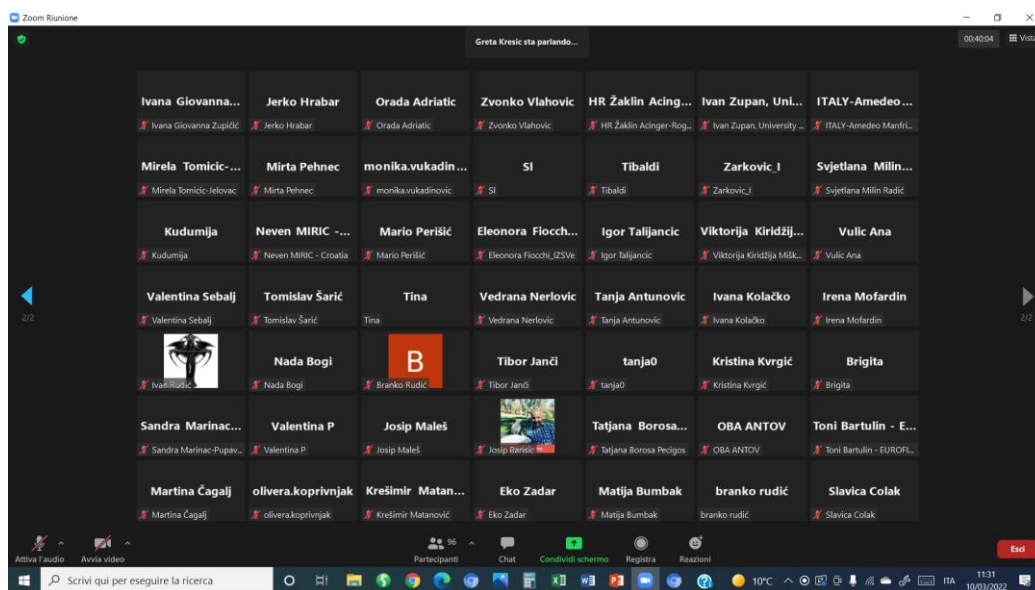 Zoom Riunione
Greta Kresic sta parlando...
00:40:04 Vista
Ivana Giovanna... Jerko Hrabar Orada Adriatic Zvonko Vlahovic HR Žaklin Acing... Ivan Zupan, Uni... ITALY-Amedeo...
Ivana Giovanna Zupičić Jerko Hrabar Orada Adriatic Zvonko Vlahovic HR Žaklin Acinger-Rog... Ivan Zupan, University ... ITALY-Amedeo Manfri...
Mirela Tomicic-... Mirta Pehnec monika.vukadin... Sl Tibaldi Zarkovic_I Svjetlana Milin...
Mirela Tomicic-Jelovac Mirta Pehnec monika.vukadinovic Sl Tibaldi Zarkovic_I Svjetlana Milin Radić
Kudumija Neven MIRIC -... Mario Perišić Eleonora Fiocch... Igor Talijancic Viktorija Kiridžij... Vulic Ana
Kudumija Neven MIRIC - Croatia Mario Perišić Eleonora Fiocchi_IZSVe Igor Talijancic Viktorija Kiridžija Mišk... Vulic Ana
Valentina Sebalj Tomislav Šarić Tina Vedrana Nerlovic Tanja Antunovic Ivana Kolačko Irena Mofardin
2/2 Valentina Sebalj Tomislav Šarić Tina Vedrana Nerlovic Tanja Antunovic Ivana Kolačko Irena Mofardin 2/2
Nada Bogi B Tibor Janči tanja0 Kristina Kvrgić Brigita
Ivan Rudić Nada Bogi Branko Rudić Tibor Janči tanja0 Kristina Kvrgić Brigita
Sandra Marinac... Valentina P Josip Maleš Tatjana Borosa... OBA ANTOV Toni Bartulin - E...
Sandra Marinac-Pupav... Valentina P Josip Maleš Josip Barisic Tatjana Borosa Pecigos OBA ANTOV Toni Bartulin - EUROFI...
Martina Čagalj olivera.koprivnjak Krešimir Matan... Eko Zadar Matija Bumbak branko rudić Slavica Colak
Martina Čagalj olivera.koprivnjak Krešimir Matanović Eko Zadar Matija Bumbak branko rudić Slavica Colak
96
Attiva l'audio Avvia video Partecipanti Chat Condividi schermo Registra Reazioni Esci
Scrivi qui per eseguire la ricerca 10°C ITA 11:31
10/03/2022